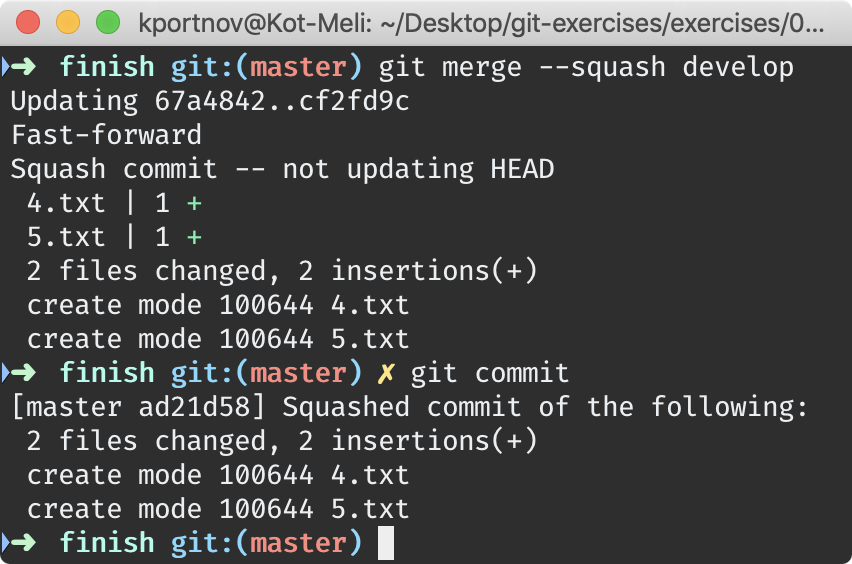 kportnov@Kot-Meli: ~/Desktop/git-exercises/exercises/0...
➜ finish git:(master) git merge --squash develop
Updating 67a4842..cf2fd9c
Fast-forward
Squash commit -- not updating HEAD
4.txt | 1 +
5.txt | 1 +
2 files changed, 2 insertions(+)
create mode 100644 4.txt
create mode 100644 5.txt
➜ finish git:(master) ✗ git commit
[master ad21d58] Squashed commit of the following:
2 files changed, 2 insertions(+)
create mode 100644 4.txt
create mode 100644 5.txt
➜ finish git:(master)